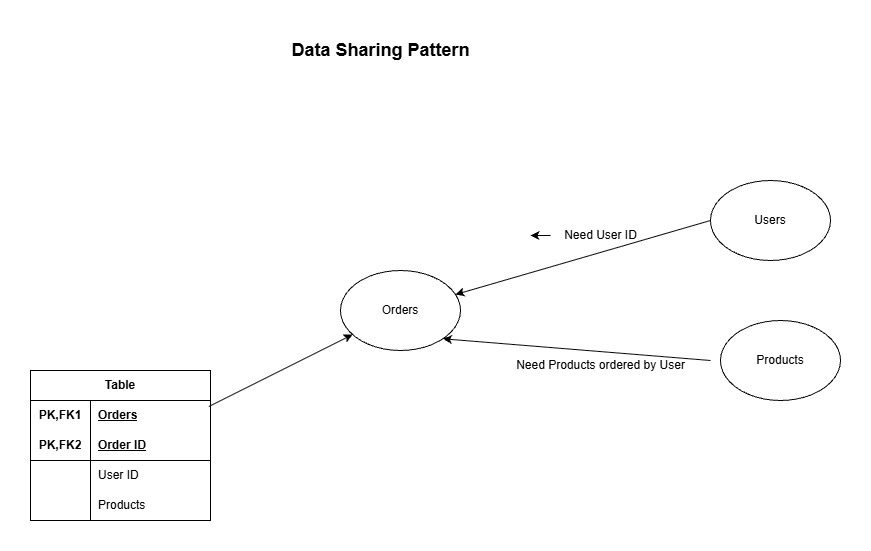 Data Sharing Pattern
Users
Need User ID
Orders
Products
Need Products ordered by User
Table
PK,FK1 Orders
PK,FK2 Order ID
User ID
Products